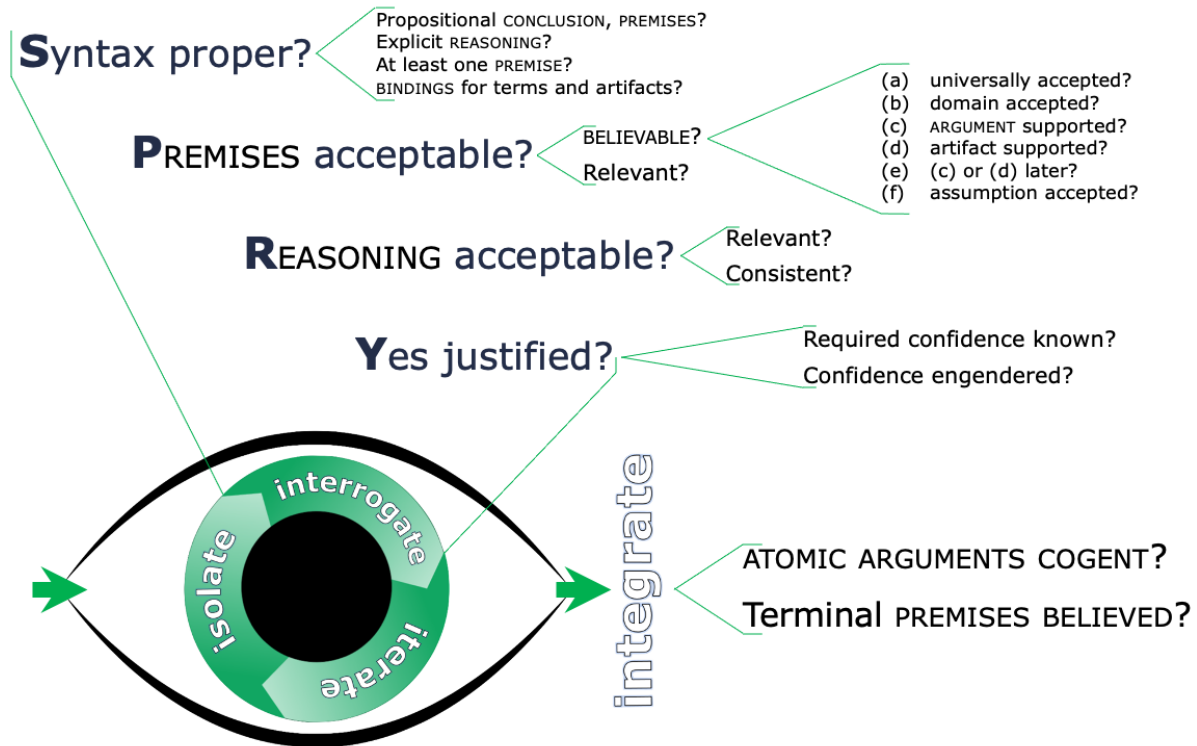 Syntax proper?
Propositional CONCLUSION, PREMISES?
Explicit REASONING?
At least one PREMISE?
BINDINGS for terms and artifacts?
PREMISES acceptable?
BELIEVABLE?
Relevant?
(a) universally accepted?
(b) domain accepted?
(c) ARGUMENT supported?
(d) artifact supported?
(e) (c) or (d) later?
(f) assumption accepted?
REASONING acceptable?
Relevant?
Consistent?
Yes justified?
Required confidence known?
Confidence engendered?
isolate
interrogate
iterate
integrate
ATOMIC ARGUMENTS COGENT?
Terminal PREMISES BELIEVED?